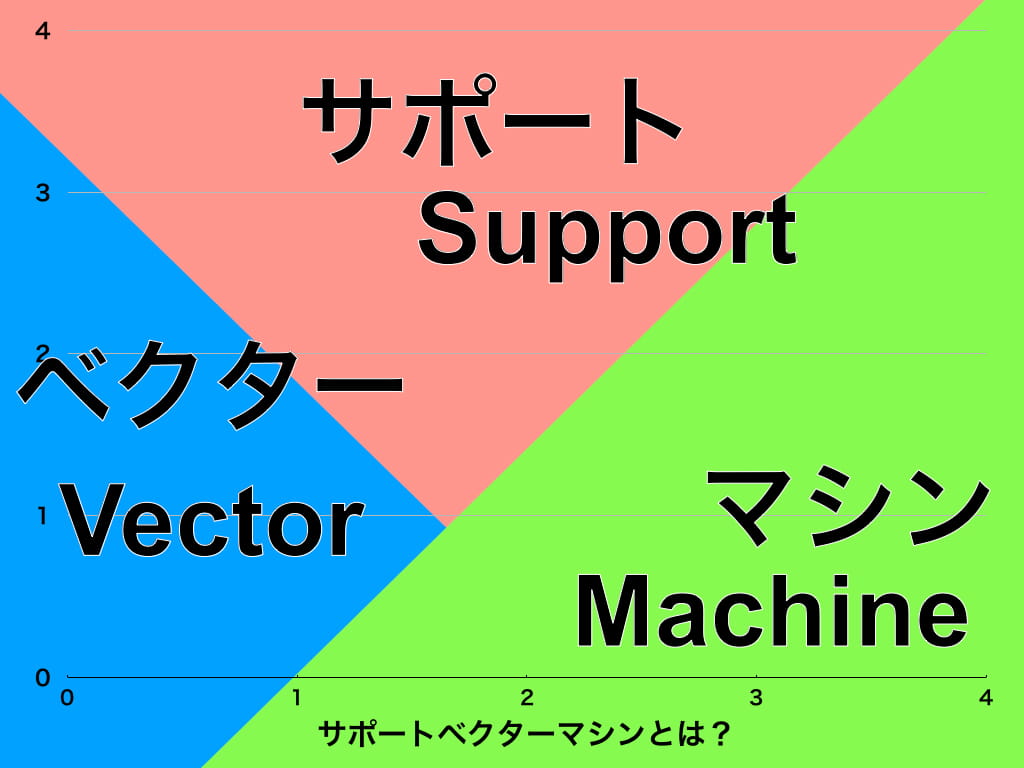 4
サポート
3
Support
2
ベクター
Vector
1
マシン
Machine
0
0 1 2 3 4
サポートベクターマシンとは？